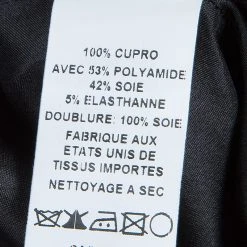 100% CUPRO
AVEC 53% POLYAMIDE
42% SOIE
5% ELASTHANNE
DOUBLURE: 100% SOIE
FABRIQUE AUX
ETATS UNIS DE
TISSUS IMPORTES
NETTOYAGE A SEC